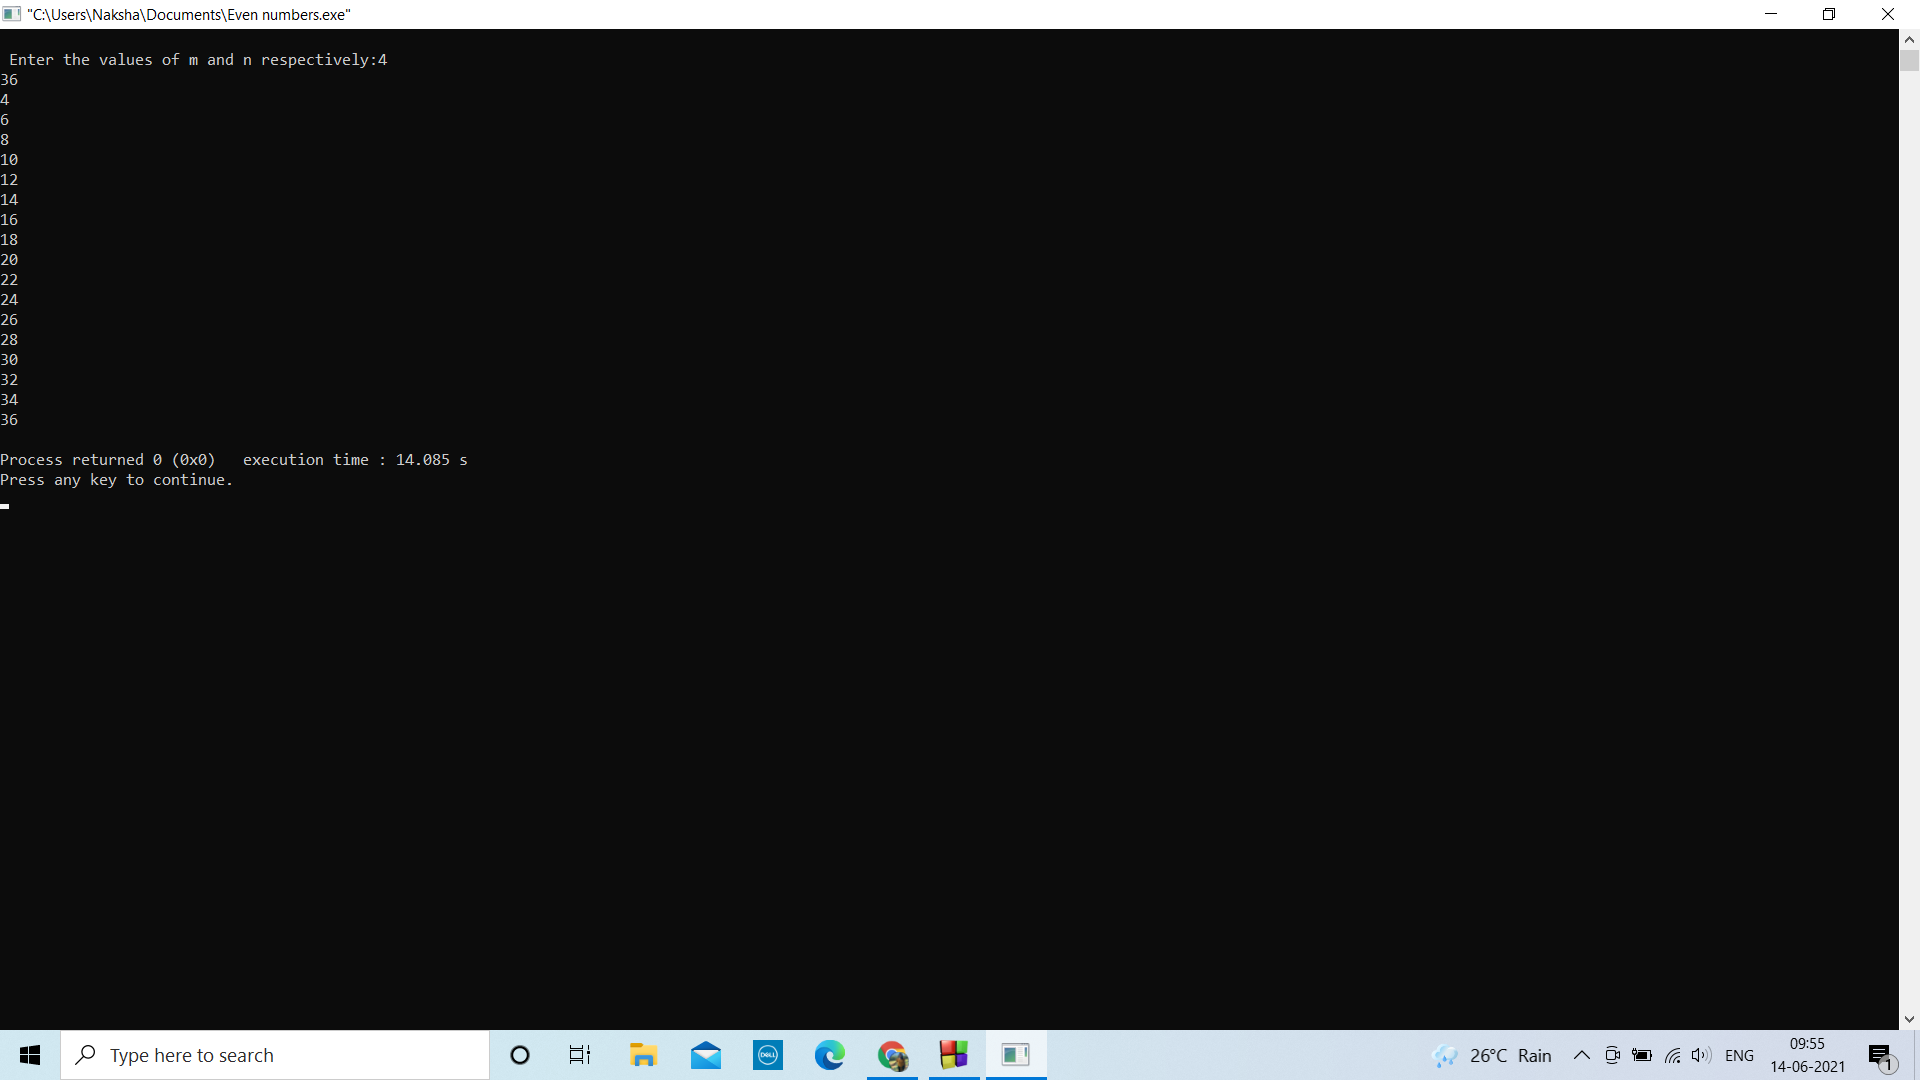 "C:\Users\Naksha\Documents\Even numbers.exe"
Enter the values of m and n respectively:4
36
4
6
8
10
12
14
16
18
20
22
24
26
28
30
32
34
36
Process returned 0 (0x0)   execution time : 14.085 s
Press any key to continue.
Type here to search
DELL
26°C Rain
ENG
09:55
14-06-2021
1